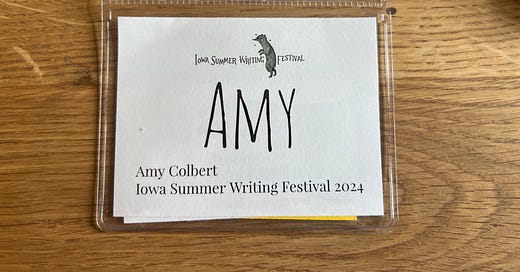 Iowa Summer Writing Festival
AMY
Amy Colbert
Iowa Summer Writing Festival 2024